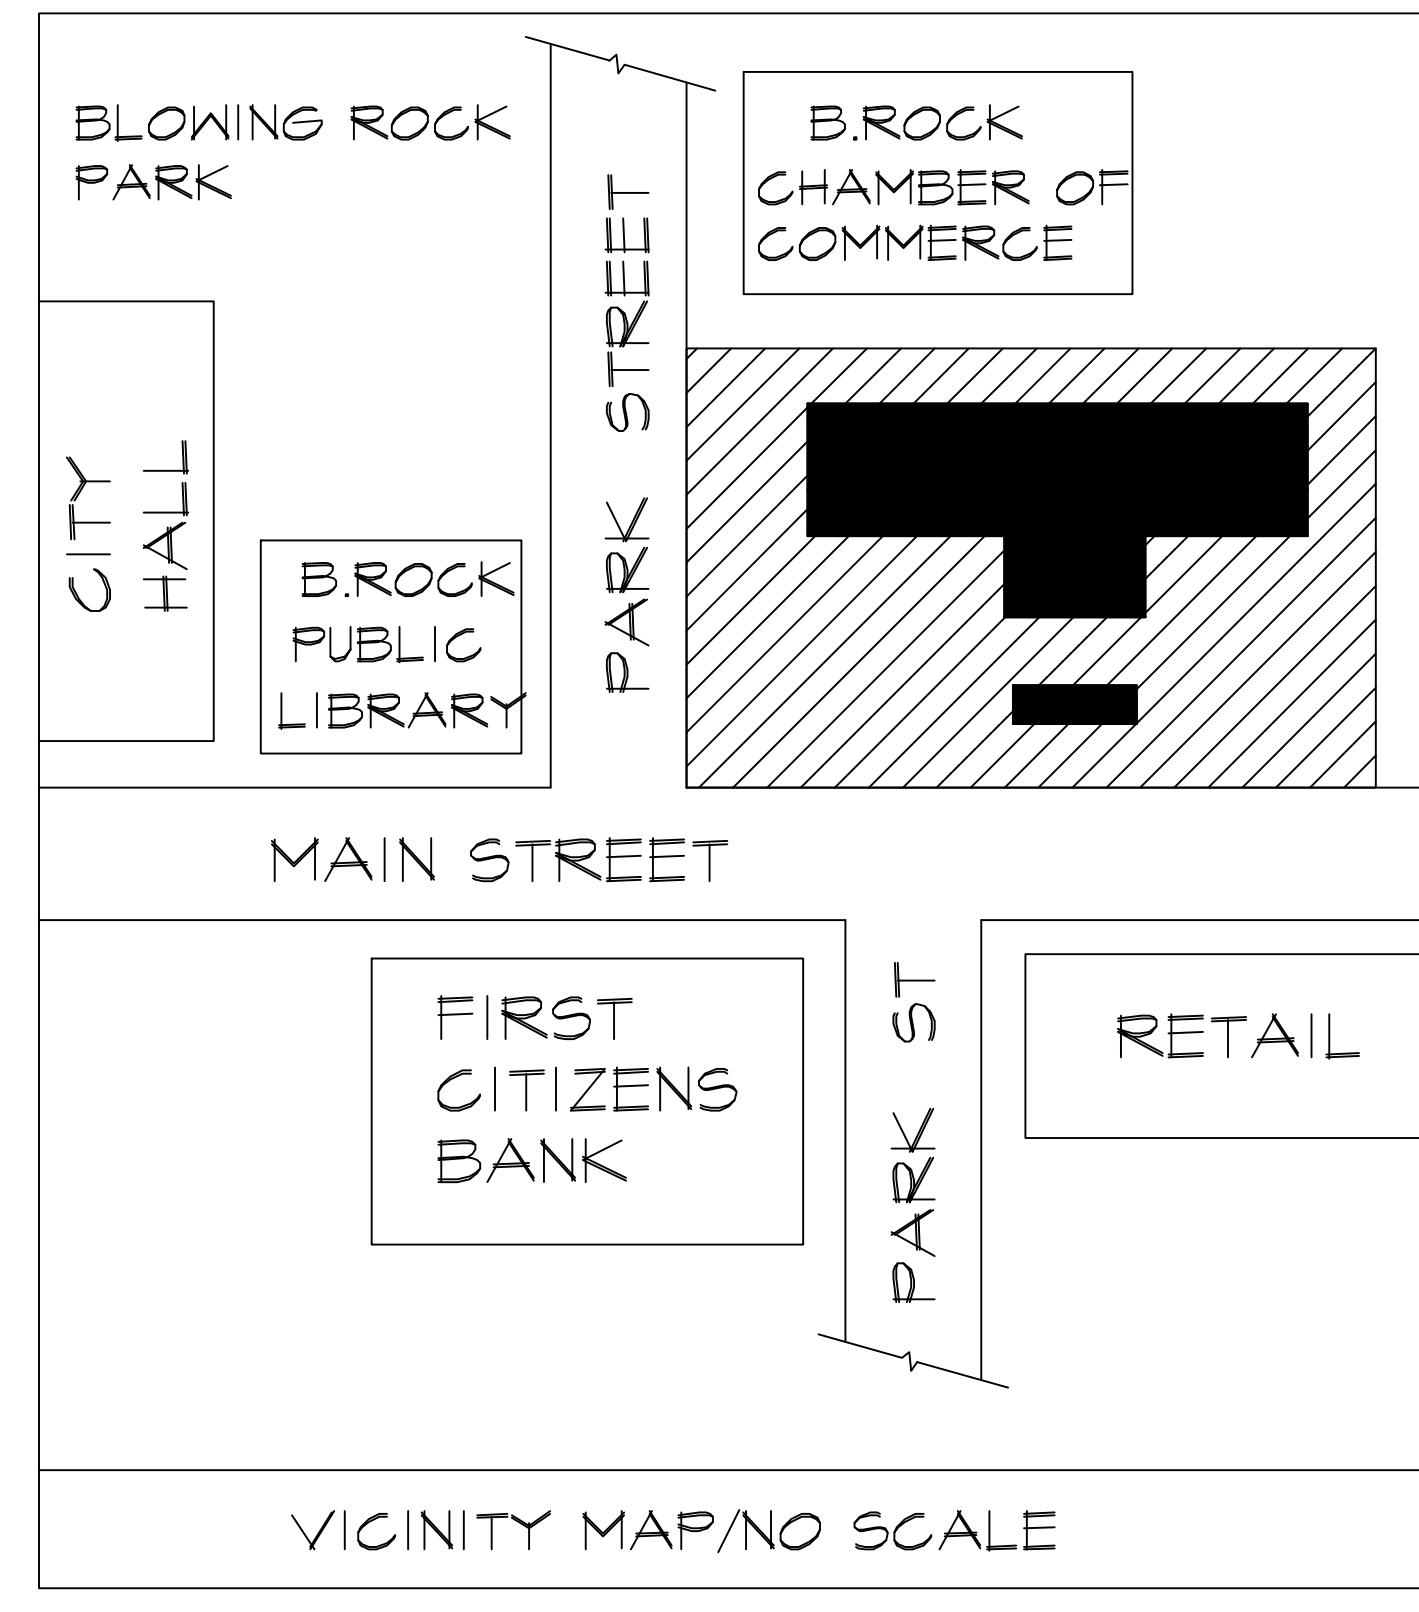 BLOWING ROCK
PARK
B.ROCK
CHAMBER OF
COMMERCE
PARK STREET
CITY
HALL
B.ROCK
PUBLIC
LIBRARY
MAIN STREET
FIRST
CITIZENS
BANK
PARK ST
RETAIL
VICINITY MAP/NO SCALE